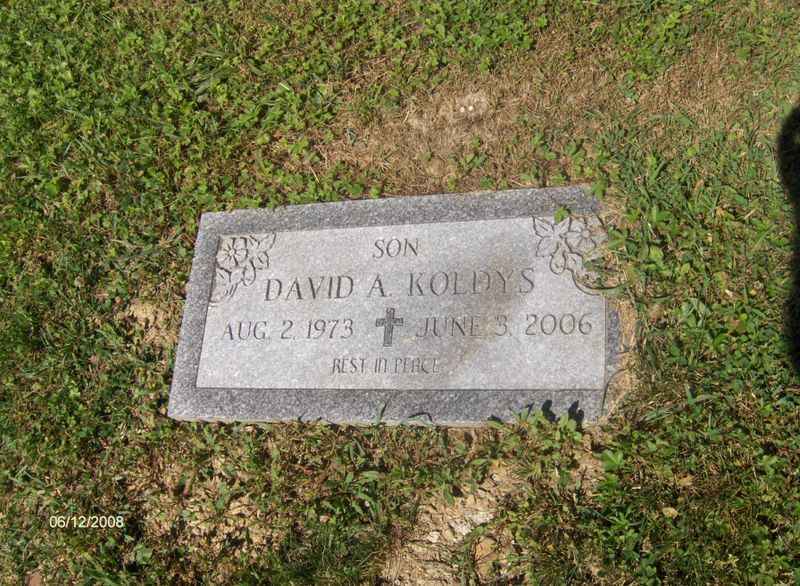 SON
DAVID A. KOLDYS
AUG. 2, 1973 JUNE 3, 2006
REST IN PEACE
06/12/2008